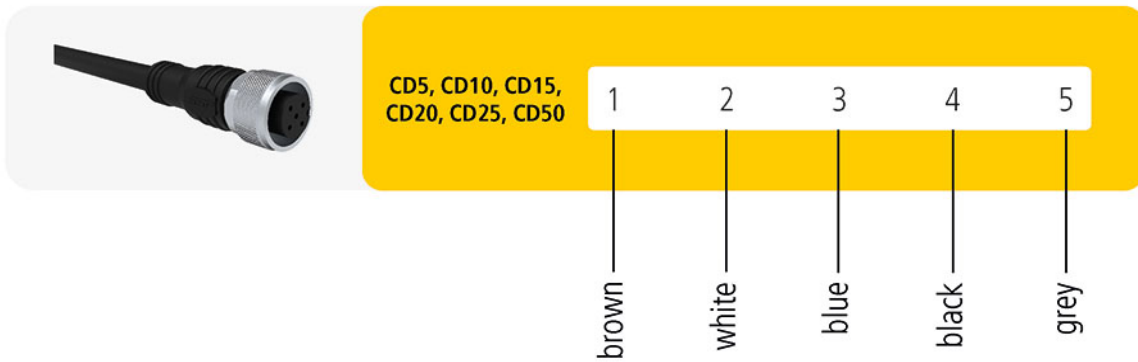 CD5, CD10, CD15,
CD20, CD25, CD50
1 2 3 4 5
brown white blue black grey